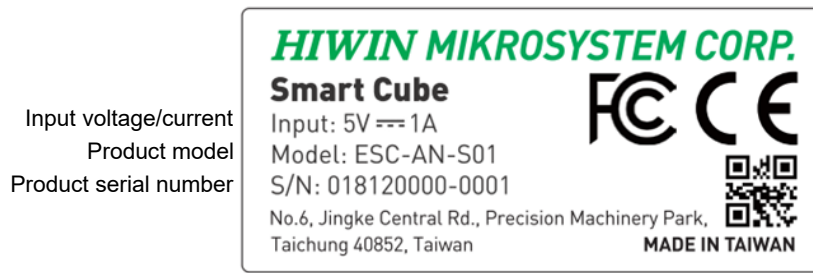 HIWIN MIKROSYSTEM CORP.
Smart Cube
FC CE
Input voltage/current
Input: 5V ⎓ 1A
Product model
Model: ESC-AN-S01
Product serial number
S/N: 018120000-0001
No.6, Jingke Central Rd., Precision Machinery Park,
Taichung 40852, Taiwan
MADE IN TAIWAN